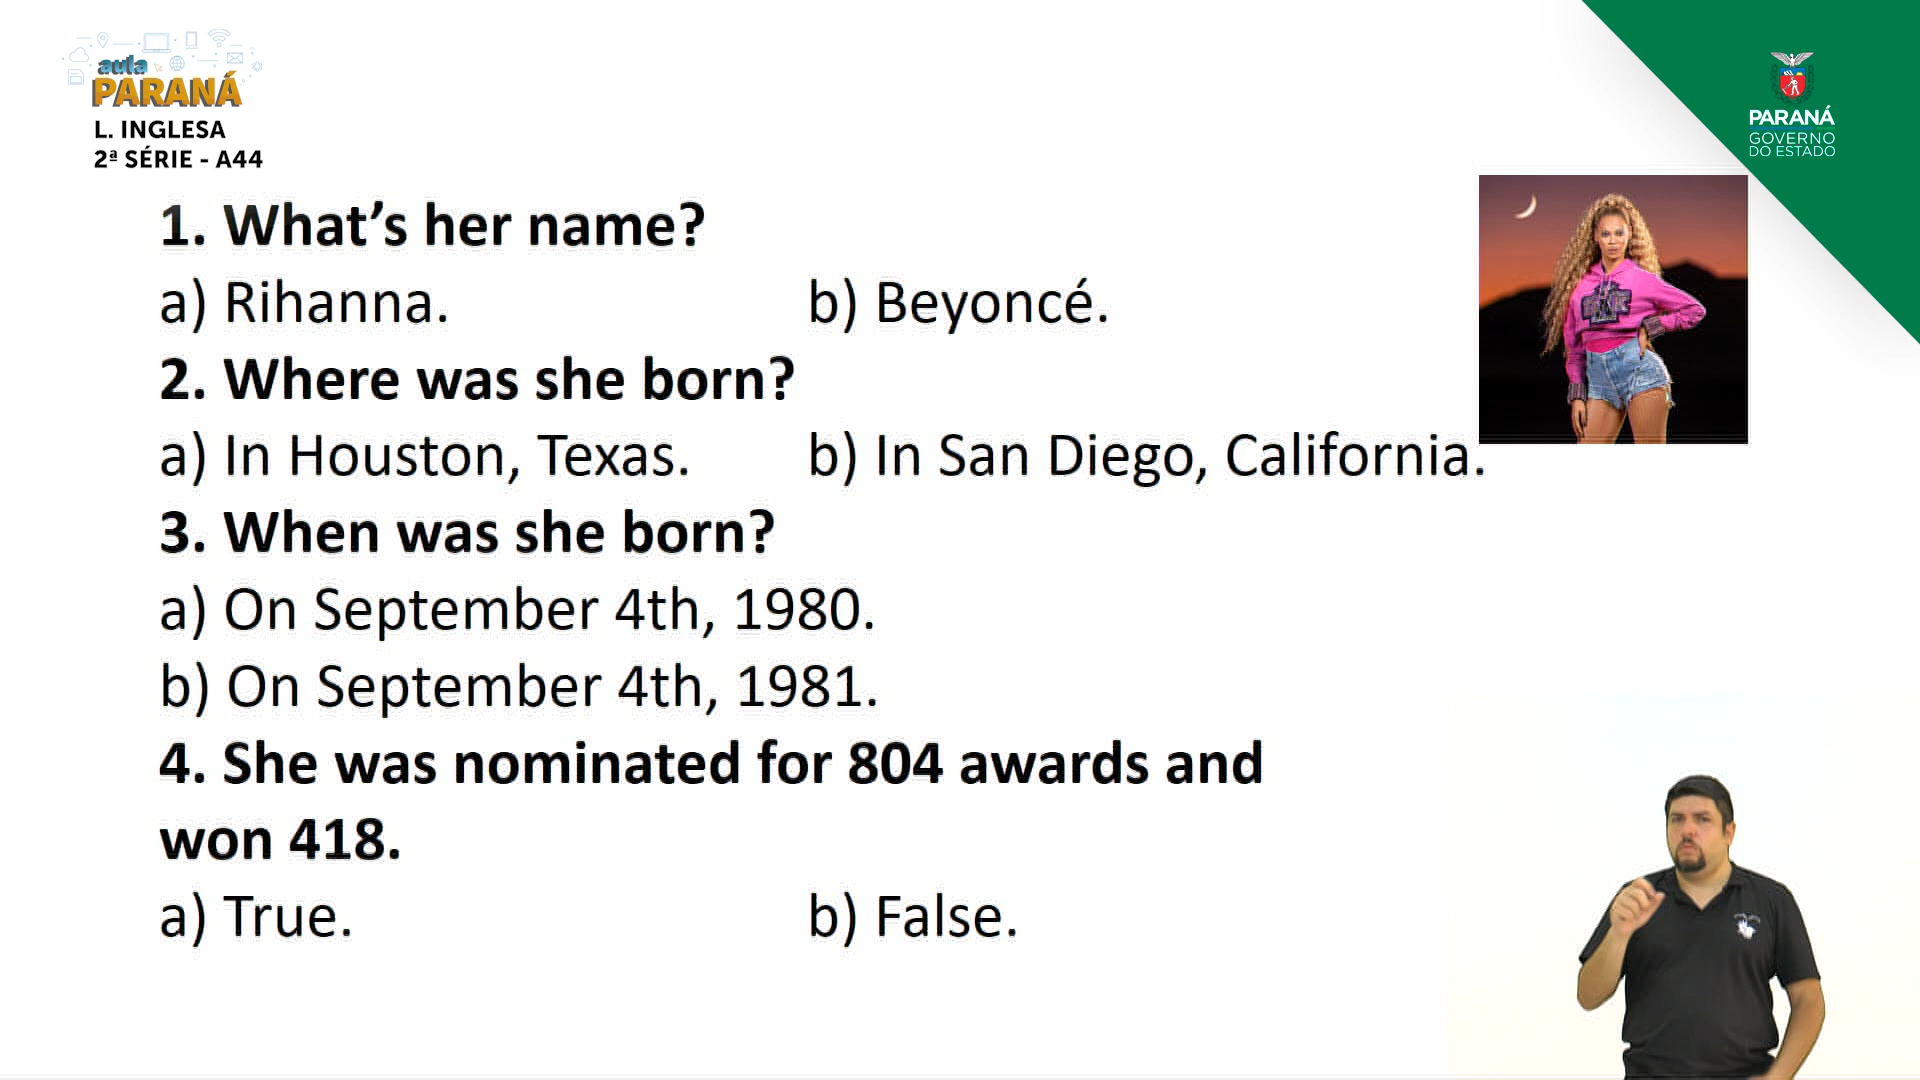 aula
PARANÁ
L. INGLESA
2ª SÉRIE - A44
PARANÁ
GOVERNO
DO ESTADO
1. What’s her name?
a) Rihanna. b) Beyoncé.
2. Where was she born?
a) In Houston, Texas. b) In San Diego, California.
3. When was she born?
a) On September 4th, 1980.
b) On September 4th, 1981.
4. She was nominated for 804 awards and
won 418.
a) True. b) False.